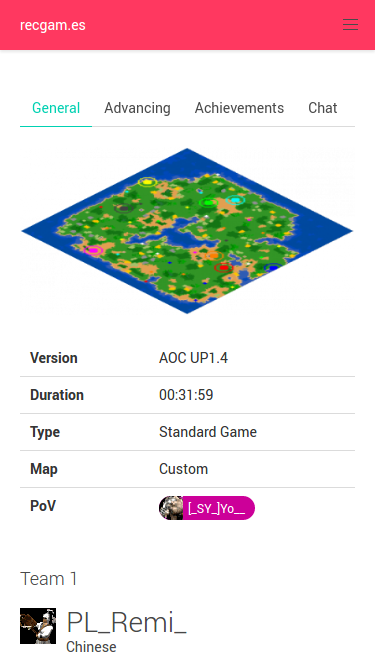 recgam.es
General Advancing Achievements Chat
Version AOC UP1.4
Duration 00:31:59
Type Standard Game
Map Custom
PoV [_SY_]Yo__
Team 1
PL_Remi_
Chinese